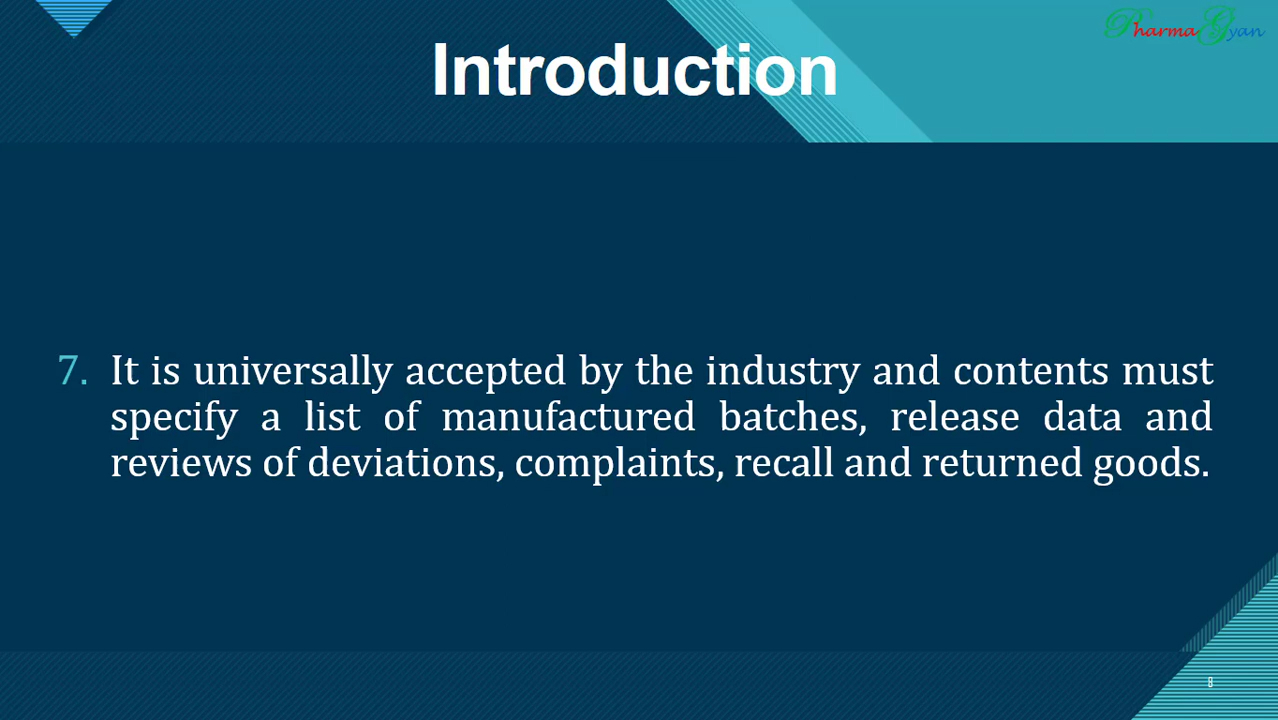 PharmaGyan
Introduction
7. It is universally accepted by the industry and contents must
specify a list of manufactured batches, release data and
reviews of deviations, complaints, recall and returned goods.
8